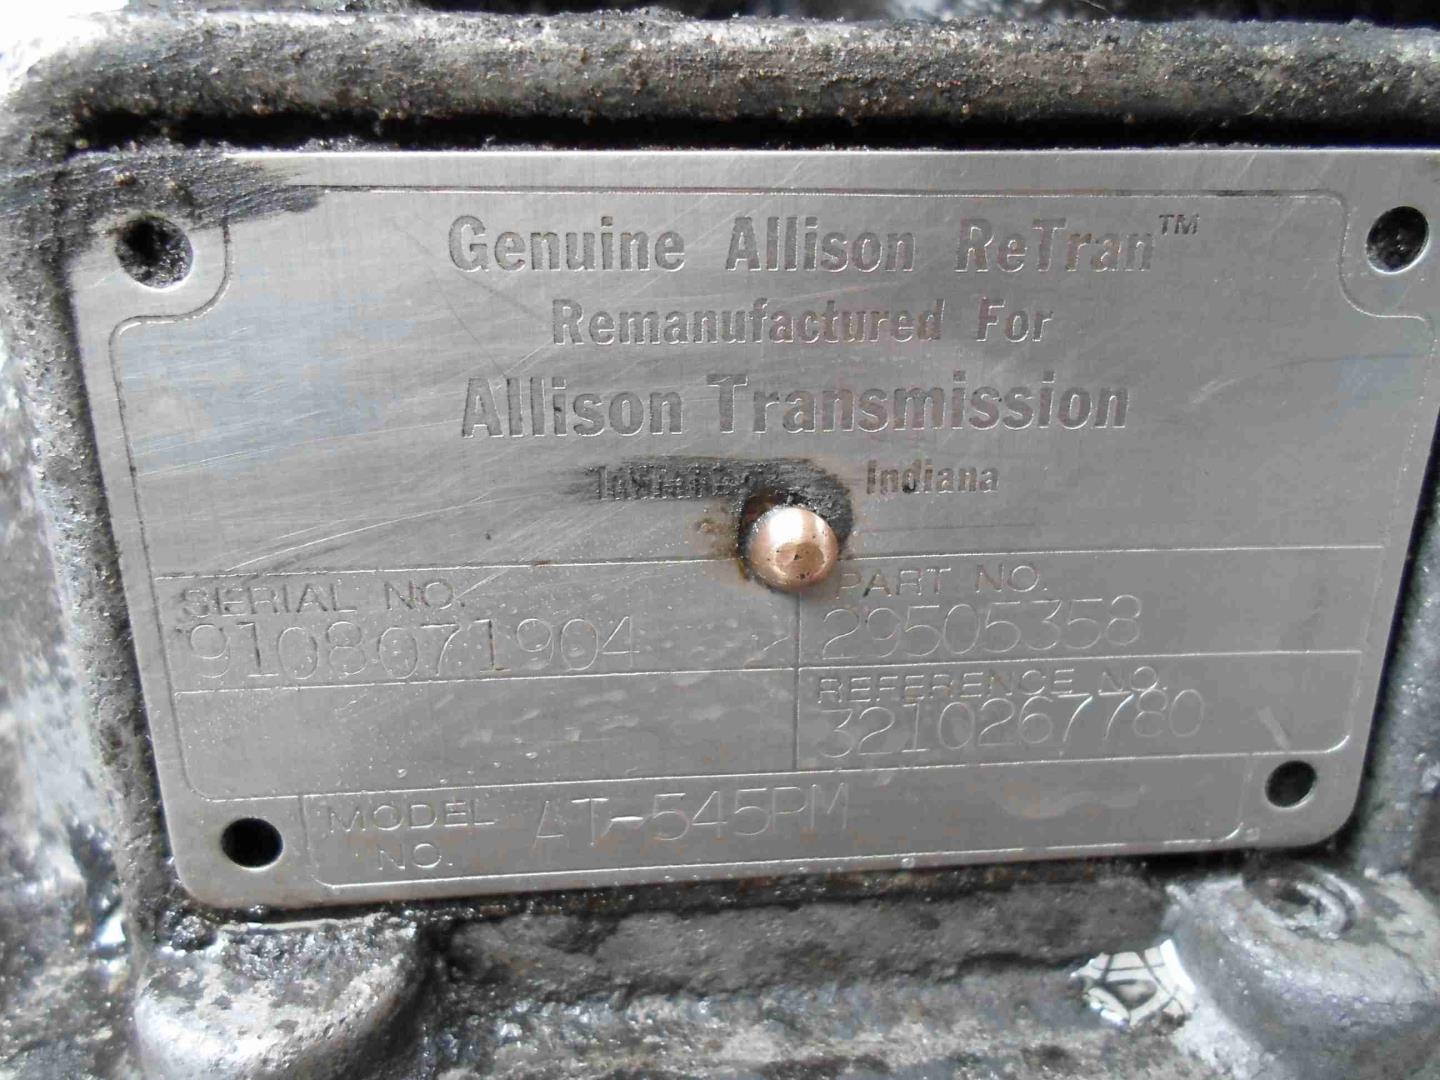 Genuine Allison ReTran™
Remanufactured For
Allison Transmission
Indiana
SERIAL NO.
9108071904
PART NO.
29505358
REFERENCE NO.
3210267780
MODEL NO.
AT-545PM